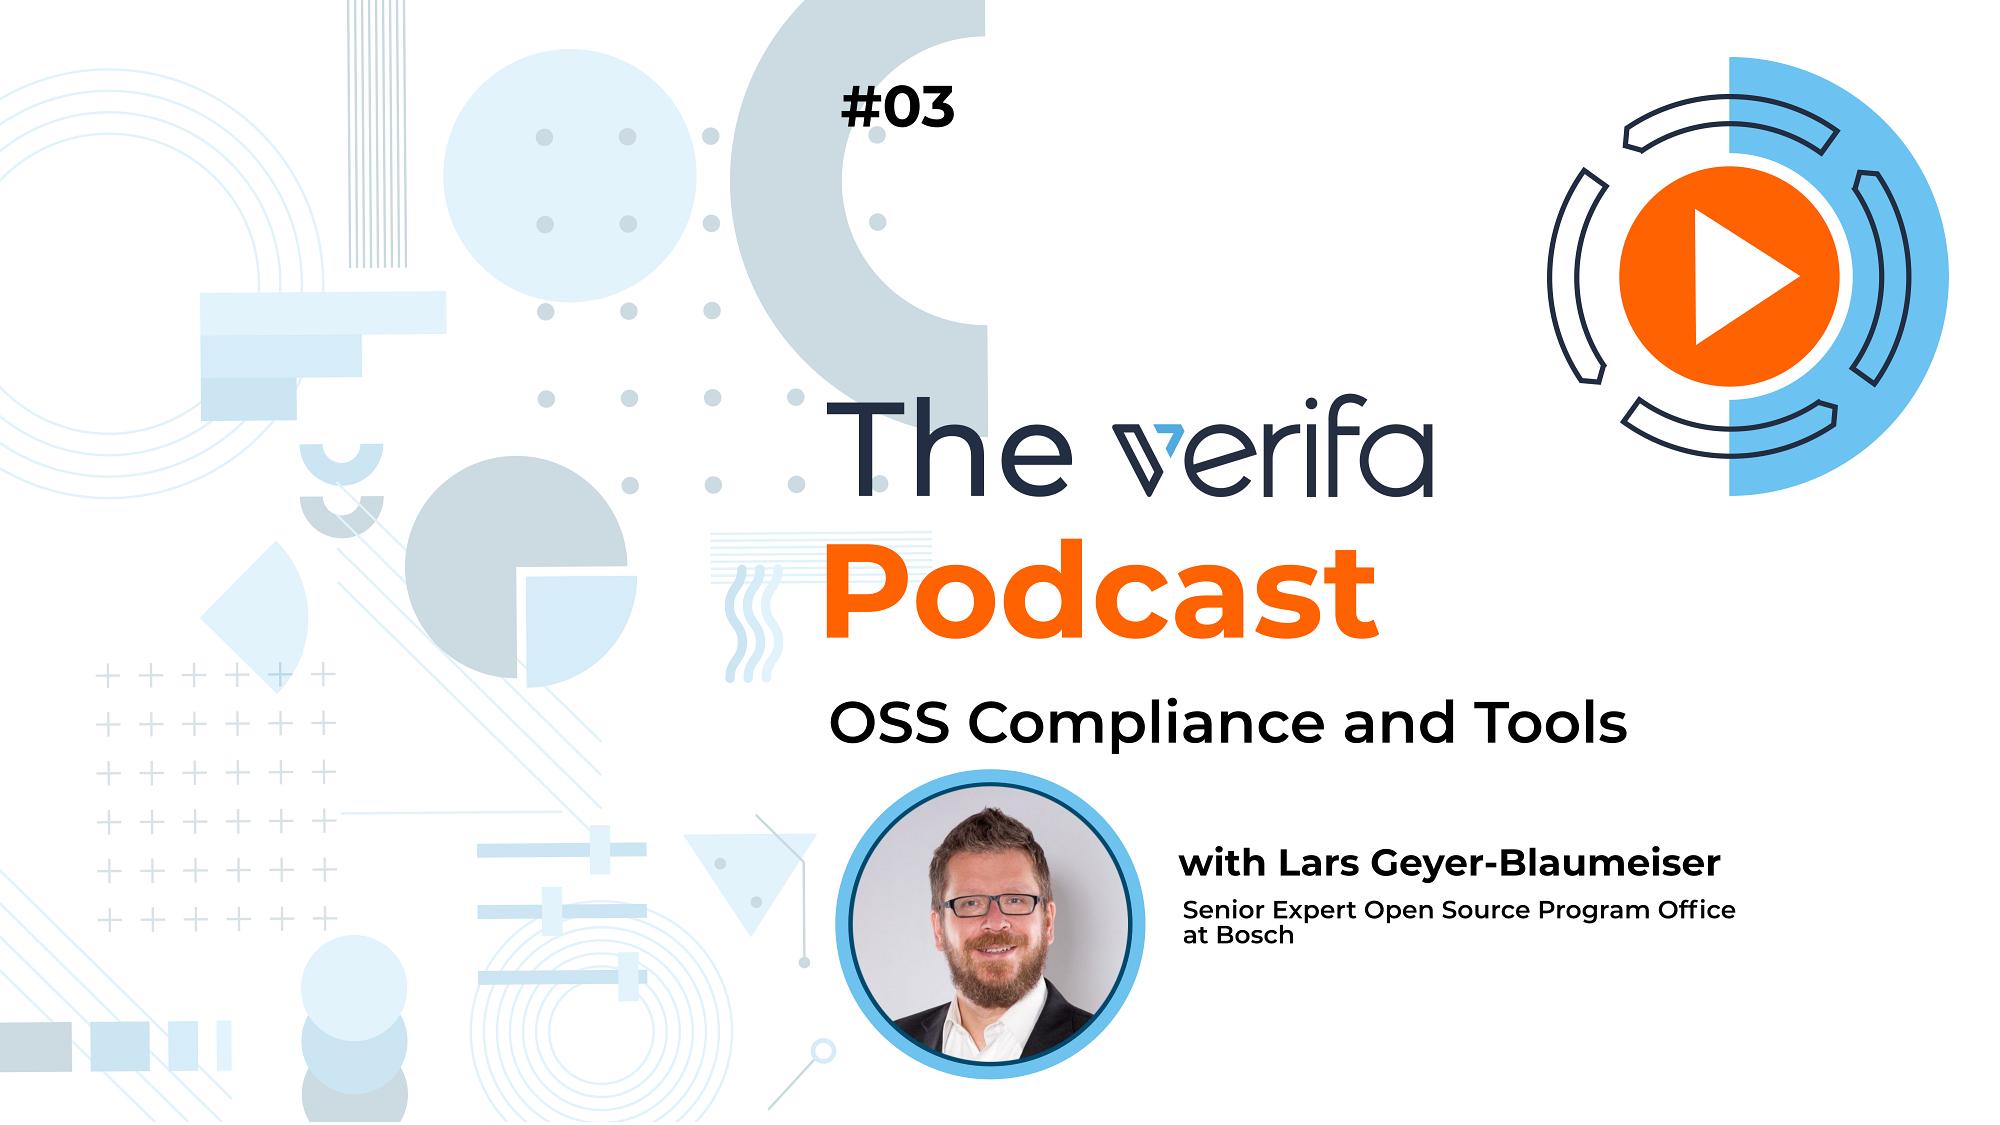 #03
The verifa
Podcast
OSS Compliance and Tools
with Lars Geyer-Blaumeiser
Senior Expert Open Source Program Office
at Bosch